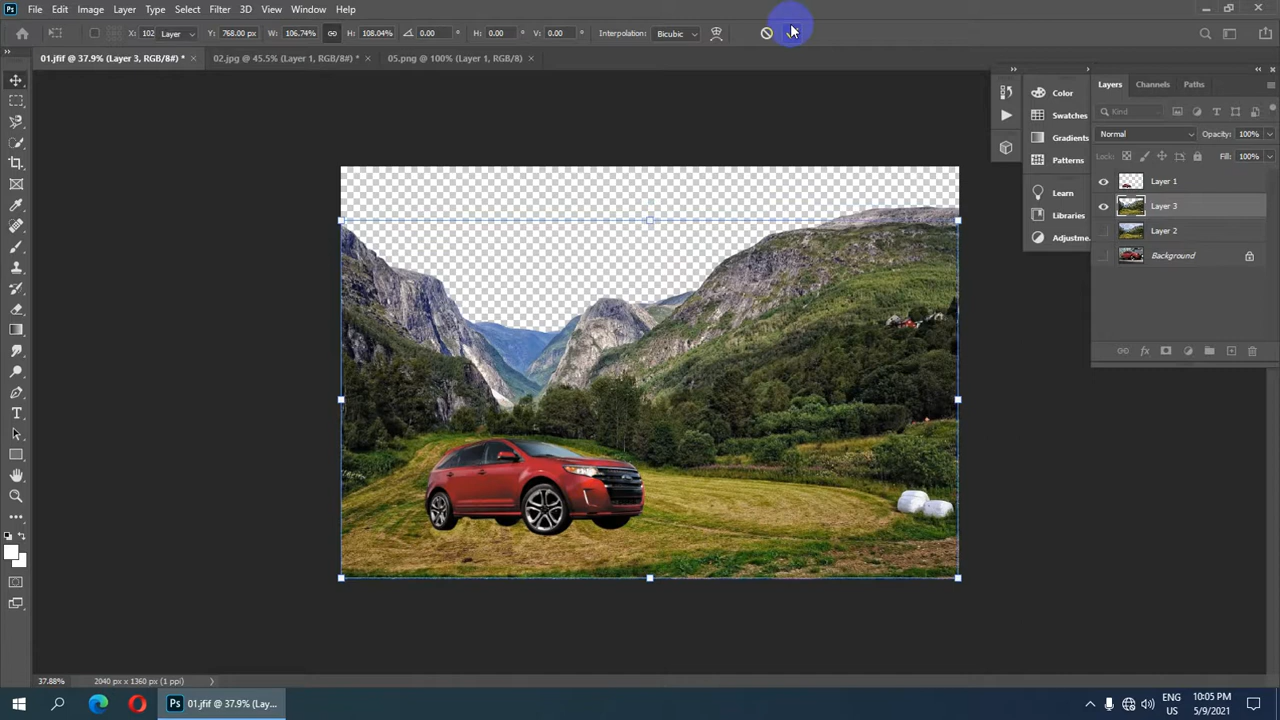 Ps File Edit Image Layer Type Select Filter 3D View Window Help
X: 102 Layer Y: 768.00 px W: 106.74% H: 108.04% 0.00 ° H: 0.00 ° V: 0.00 ° Interpolation: Bicubic
01.jfif @ 37.9% (Layer 3, RGB/8#) * × 02.jpg @ 45.5% (Layer 1, RGB/8#) * × 05.png @ 100% (Layer 1, RGB/8) ×
Color
Swatches
Gradients
Patterns
Learn
Libraries
Adjustme...
Layers Channels Paths
Kind
Normal Opacity: 100%
Lock: Fill: 100%
Layer 1
Layer 3
Layer 2
Background
37.88% 2040 px x 1360 px (1 ppi)
Ps 01.jfif @ 37.9% (Lay...
ENG 10:05 PM
US 5/9/2021